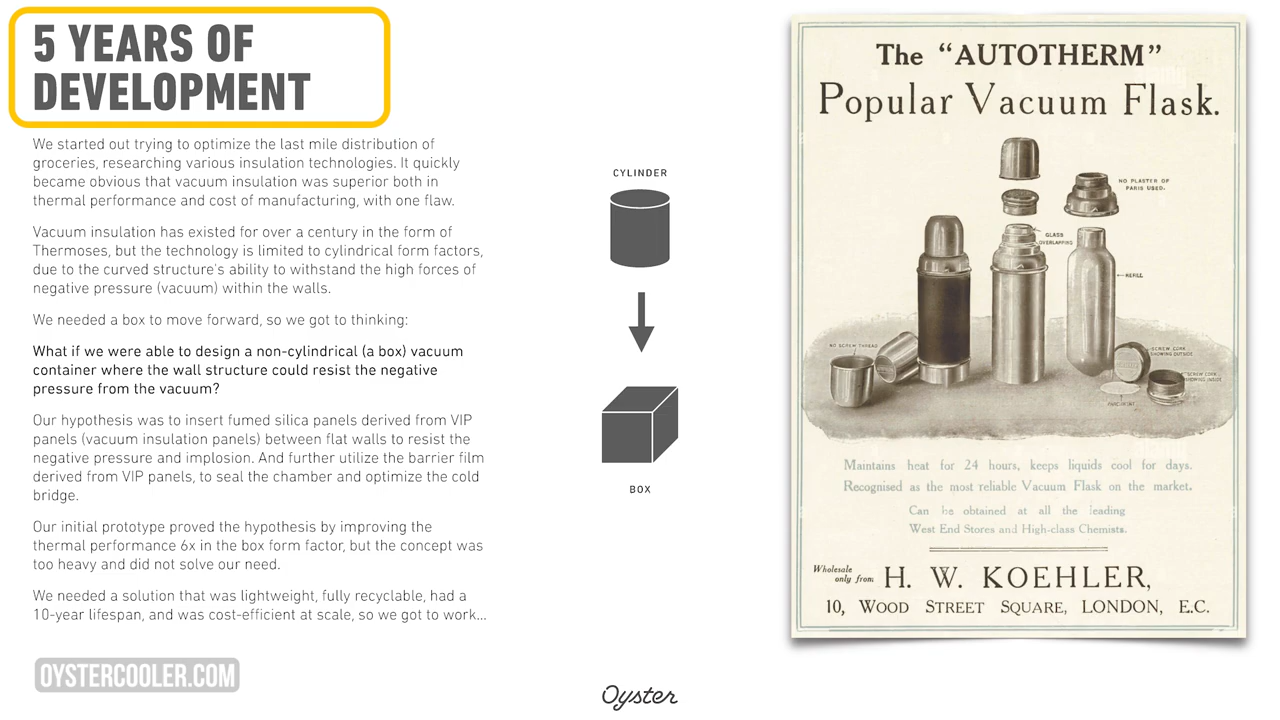 5 YEARS OF
DEVELOPMENT
We started out trying to optimize the last mile distribution of
groceries, researching various insulation technologies. It quickly
became obvious that vacuum insulation was superior both in
thermal performance and cost of manufacturing, with one flaw.
Vacuum insulation has existed for over a century in the form of
Thermoses, but the technology is limited to cylindrical form factors,
due to the curved structure's ability to withstand the high forces of
negative pressure (vacuum) within the walls.
We needed a box to move forward, so we got to thinking:
What if we were able to design a non-cylindrical (a box) vacuum
container where the wall structure could resist the negative
pressure from the vacuum?
Our hypothesis was to insert fumed silica panels derived from VIP
panels (vacuum insulation panels) between flat walls to resist the
negative pressure and implosion. And further utilize the barrier film
derived from VIP panels, to seal the chamber and optimize the cold
bridge.
Our initial prototype proved the hypothesis by improving the
thermal performance 6x in the box form factor, but the concept was
too heavy and did not solve our need.
We needed a solution that was lightweight, fully recyclable, had a
10-year lifespan, and was cost-efficient at scale, so we got to work...
OYSTERCOOLER.COM
CYLINDER
BOX
Oyster
The "AUTOTHERM"
Popular Vacuum Flask.
NO PLASTER OF
PARIS USED.
GLASS
OVERLAPPING
REFILL
NO SCREW THREAD
SCREW CORK
SHOWING OUTSIDE
SCREW CORK
SHOWING INSIDE
Maintains heat for 24 hours, keeps liquids cool for days.
Recognised as the most reliable Vacuum Flask on the market.
Can be obtained at all the leading
West End Stores and High-class Chemists.
Wholesale
only from
H. W. KOEHLER,
10, WOOD STREET SQUARE, LONDON, E.C.